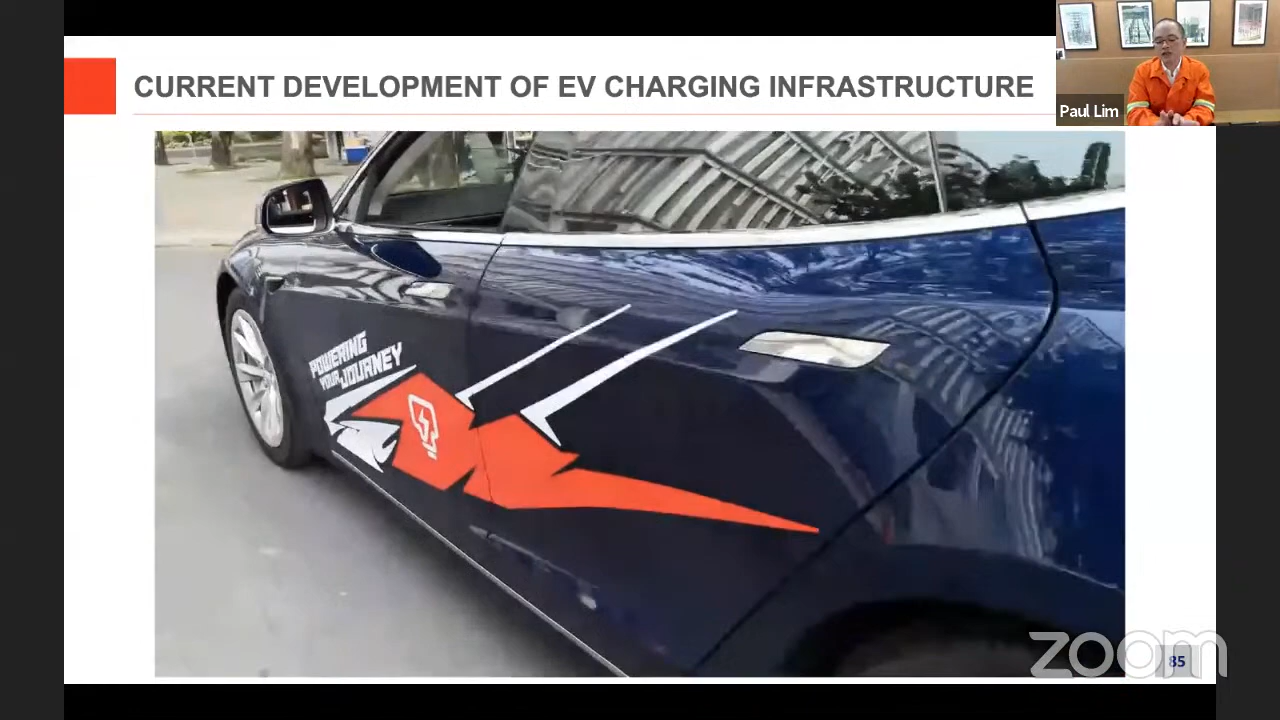 CURRENT DEVELOPMENT OF EV CHARGING INFRASTRUCTURE
Paul Lim
POWERING
YOUR JOURNEY
zoom
85